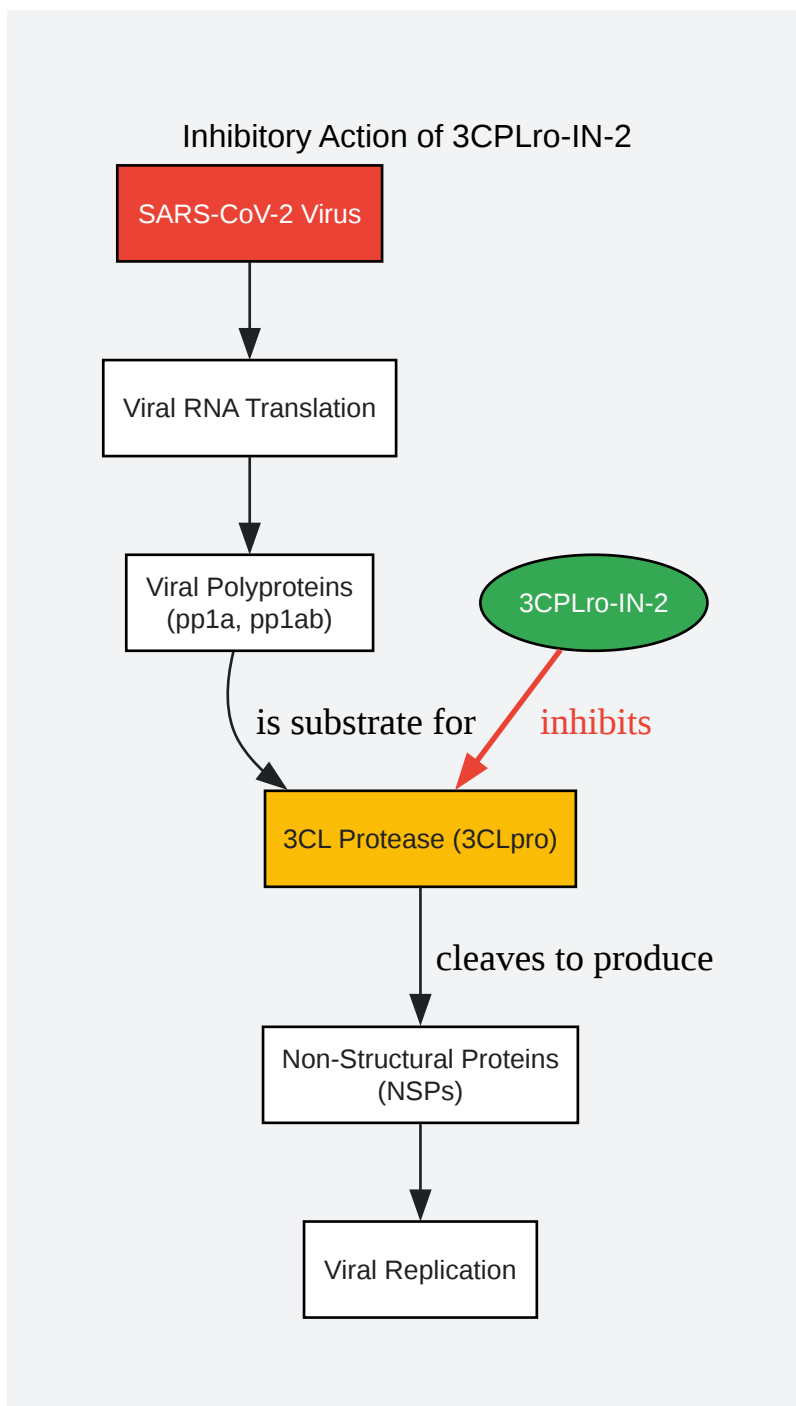 Inhibitory Action of 3CPLro-IN-2
SARS-CoV-2 Virus
Viral RNA Translation
Viral Polyproteins
(pp1a, pp1ab)
3CPLro-IN-2
is substrate for
inhibits
3CL Protease (3CLpro)
cleaves to produce
Non-Structural Proteins
(NSPs)
Viral Replication